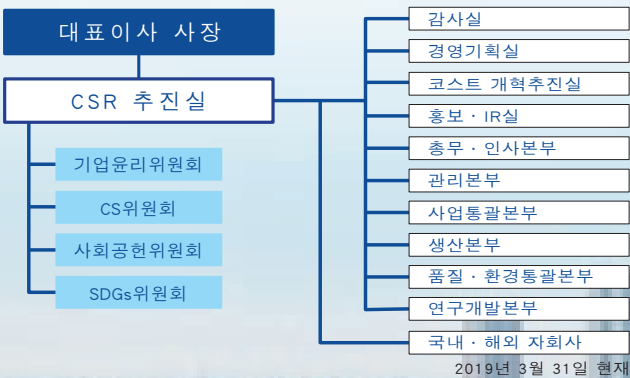 대표이사 사장
CSR 추진실
기업윤리위원회
CS위원회
사회공헌위원회
SDGs위원회
감사실
경영기획실
코스트 개혁추진실
홍보 · IR실
총무 · 인사본부
관리본부
사업통괄본부
생산본부
품질 · 환경통괄본부
연구개발본부
국내 · 해외 자회사
2019년 3월 31일 현재